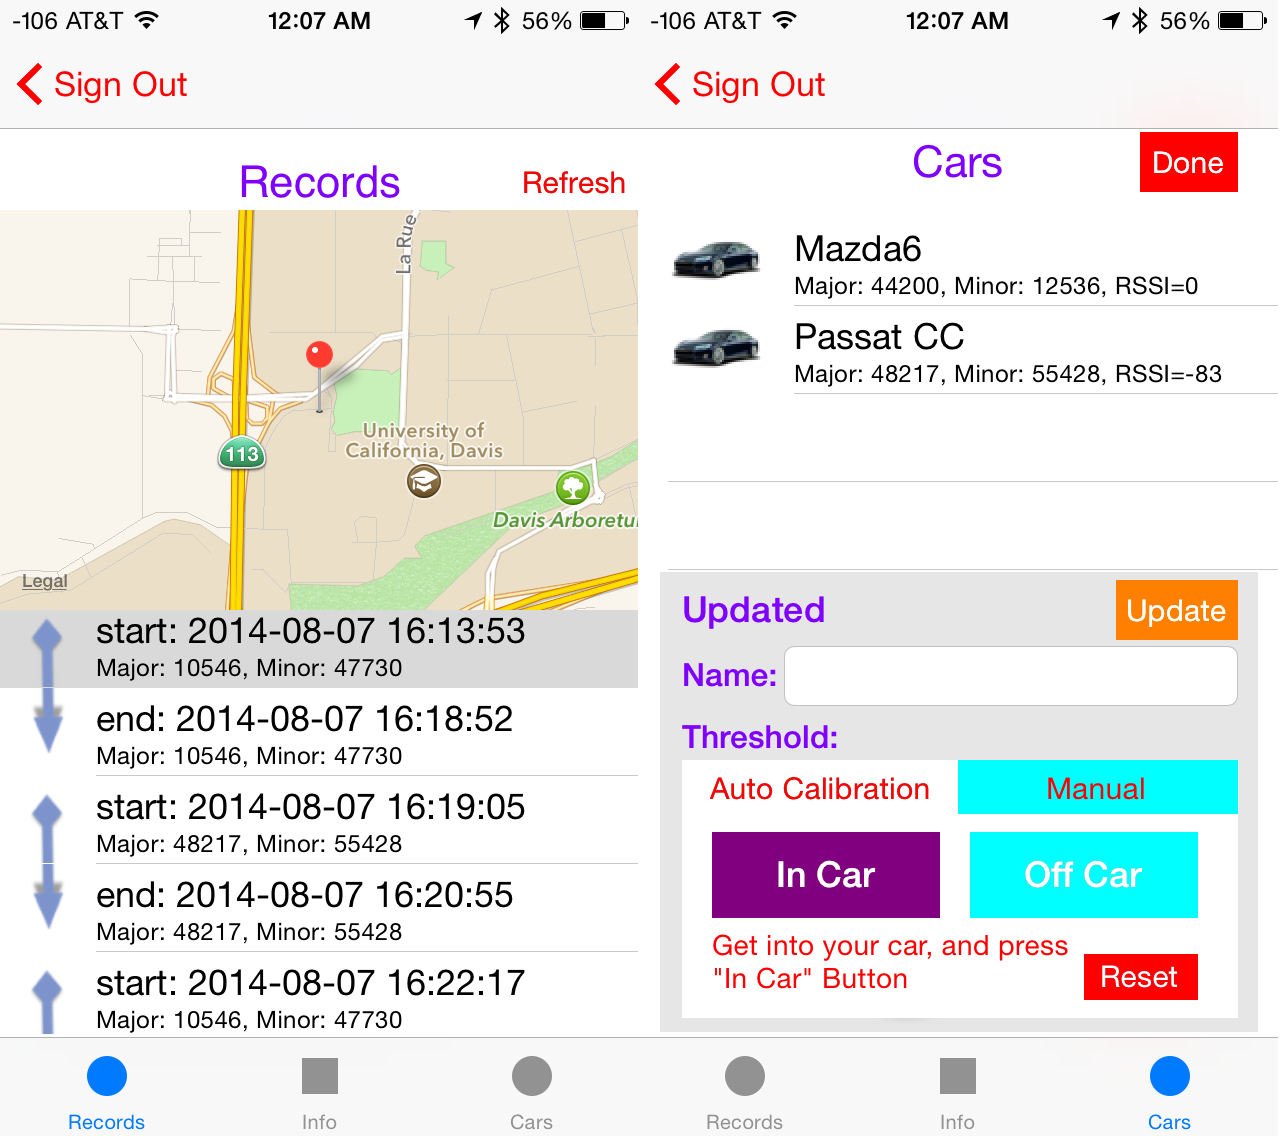 -106 AT&T 12:07 AM 56%
Sign Out
Records Refresh
La Rue
113
University of
California, Davis
Davis Arboretu
Legal
start: 2014-08-07 16:13:53
Major: 10546, Minor: 47730
end: 2014-08-07 16:18:52
Major: 10546, Minor: 47730
start: 2014-08-07 16:19:05
Major: 48217, Minor: 55428
end: 2014-08-07 16:20:55
Major: 48217, Minor: 55428
start: 2014-08-07 16:22:17
Major: 10546, Minor: 47730
Records Info Cars
-106 AT&T 12:07 AM 56%
Sign Out
Cars Done
Mazda6
Major: 44200, Minor: 12536, RSSI=0
Passat CC
Major: 48217, Minor: 55428, RSSI=-83
Updated Update
Name:
Threshold:
Auto Calibration Manual
In Car Off Car
Get into your car, and press
"In Car" Button
Reset
Records Info Cars